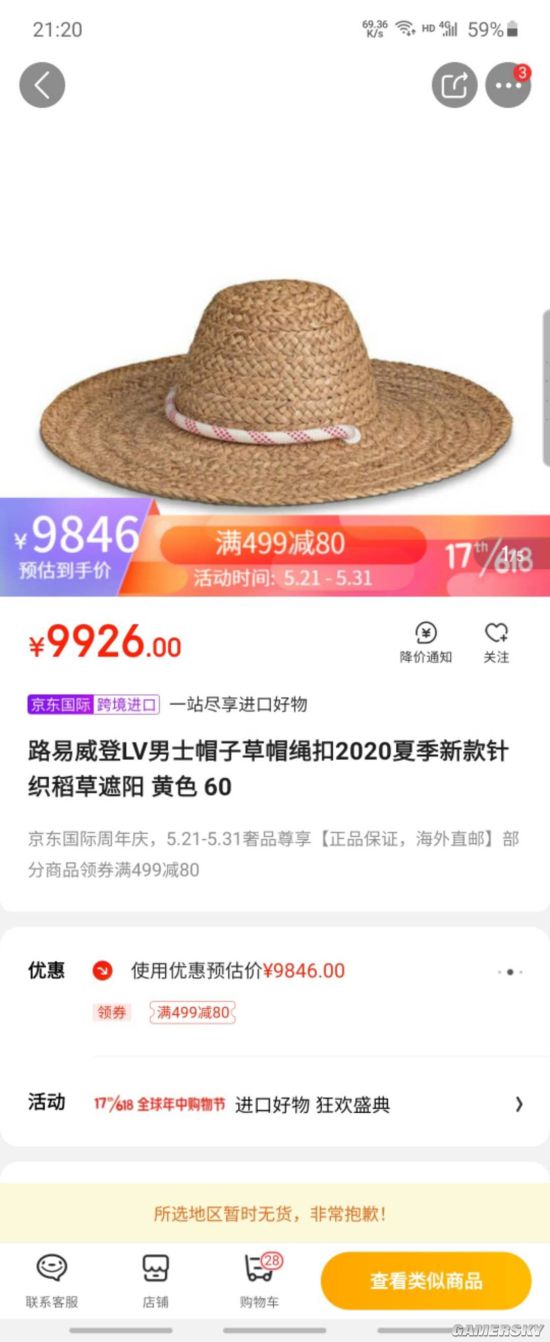 21:20
69.36 K/s HD 4G 59%
3
¥9846
预估到手价
满499减80
活动时间: 5.21 - 5.31
17th/618
1/5
¥9926.00
降价通知
关注
京东国际 跨境进口 一站尽享进口好物
路易威登LV男士帽子草帽绳扣2020夏季新款针
织稻草遮阳 黄色 60
京东国际周年庆，5.21-5.31奢品尊享【正品保证，海外直邮】部
分商品领券满499减80
优惠 使用优惠预估价¥9846.00
领券 满499减80
活动 17th/618 全球年中购物节 进口好物 狂欢盛典
所选地区暂时无货，非常抱歉！
28
联系客服
店铺
购物车
查看类似商品
GAMERSKY